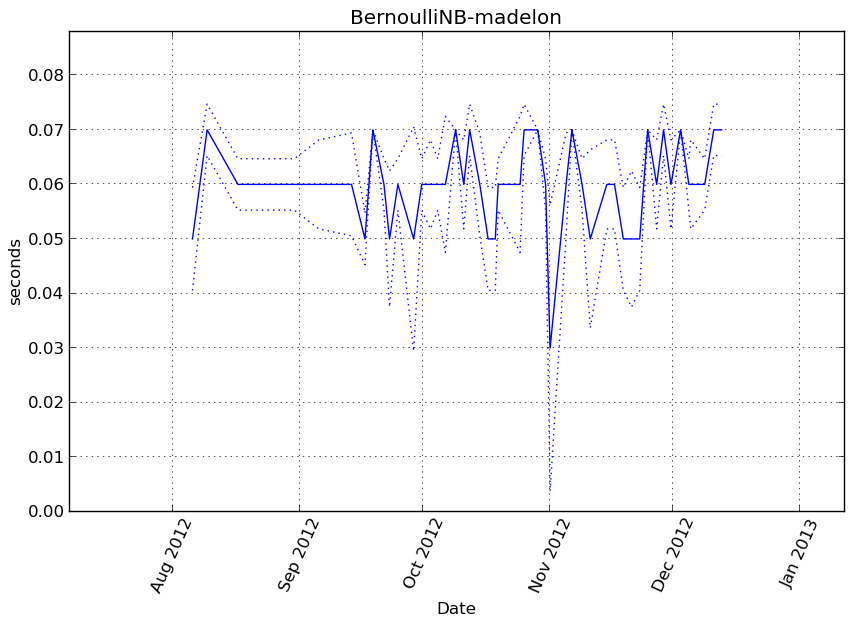 BernoulliNB-madelon
0.08
0.07
0.06
0.05
0.04
0.03
0.02
0.01
0.00
seconds
Aug 2012
Sep 2012
Oct 2012
Nov 2012
Dec 2012
Jan 2013
Date